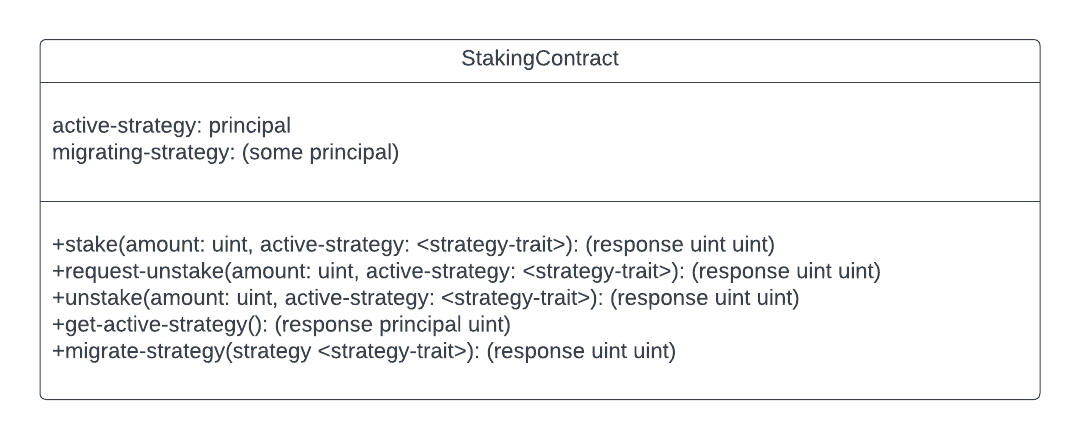 StakingContract
active-strategy: principal
migrating-strategy: (some principal)
+stake(amount: uint, active-strategy: <strategy-trait>): (response uint uint)
+request-unstake(amount: uint, active-strategy: <strategy-trait>): (response uint uint)
+unstake(amount: uint, active-strategy: <strategy-trait>): (response uint uint)
+get-active-strategy(): (response principal uint)
+migrate-strategy(strategy <strategy-trait>): (response uint uint)